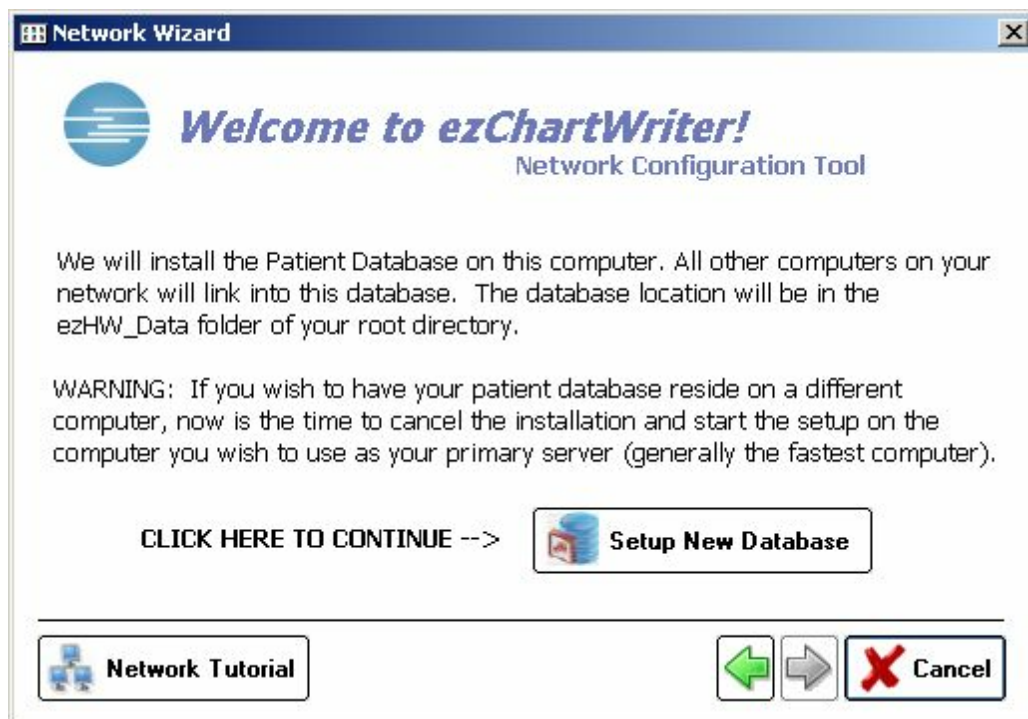 Network Wizard
Welcome to ezChartWriter!
Network Configuration Tool
We will install the Patient Database on this computer. All other computers on your
network will link into this database.  The database location will be in the
ezHW_Data folder of your root directory.
WARNING:  If you wish to have your patient database reside on a different
computer, now is the time to cancel the installation and start the setup on the
computer you wish to use as your primary server (generally the fastest computer).
CLICK HERE TO CONTINUE -->
Setup New Database
Network Tutorial
Cancel